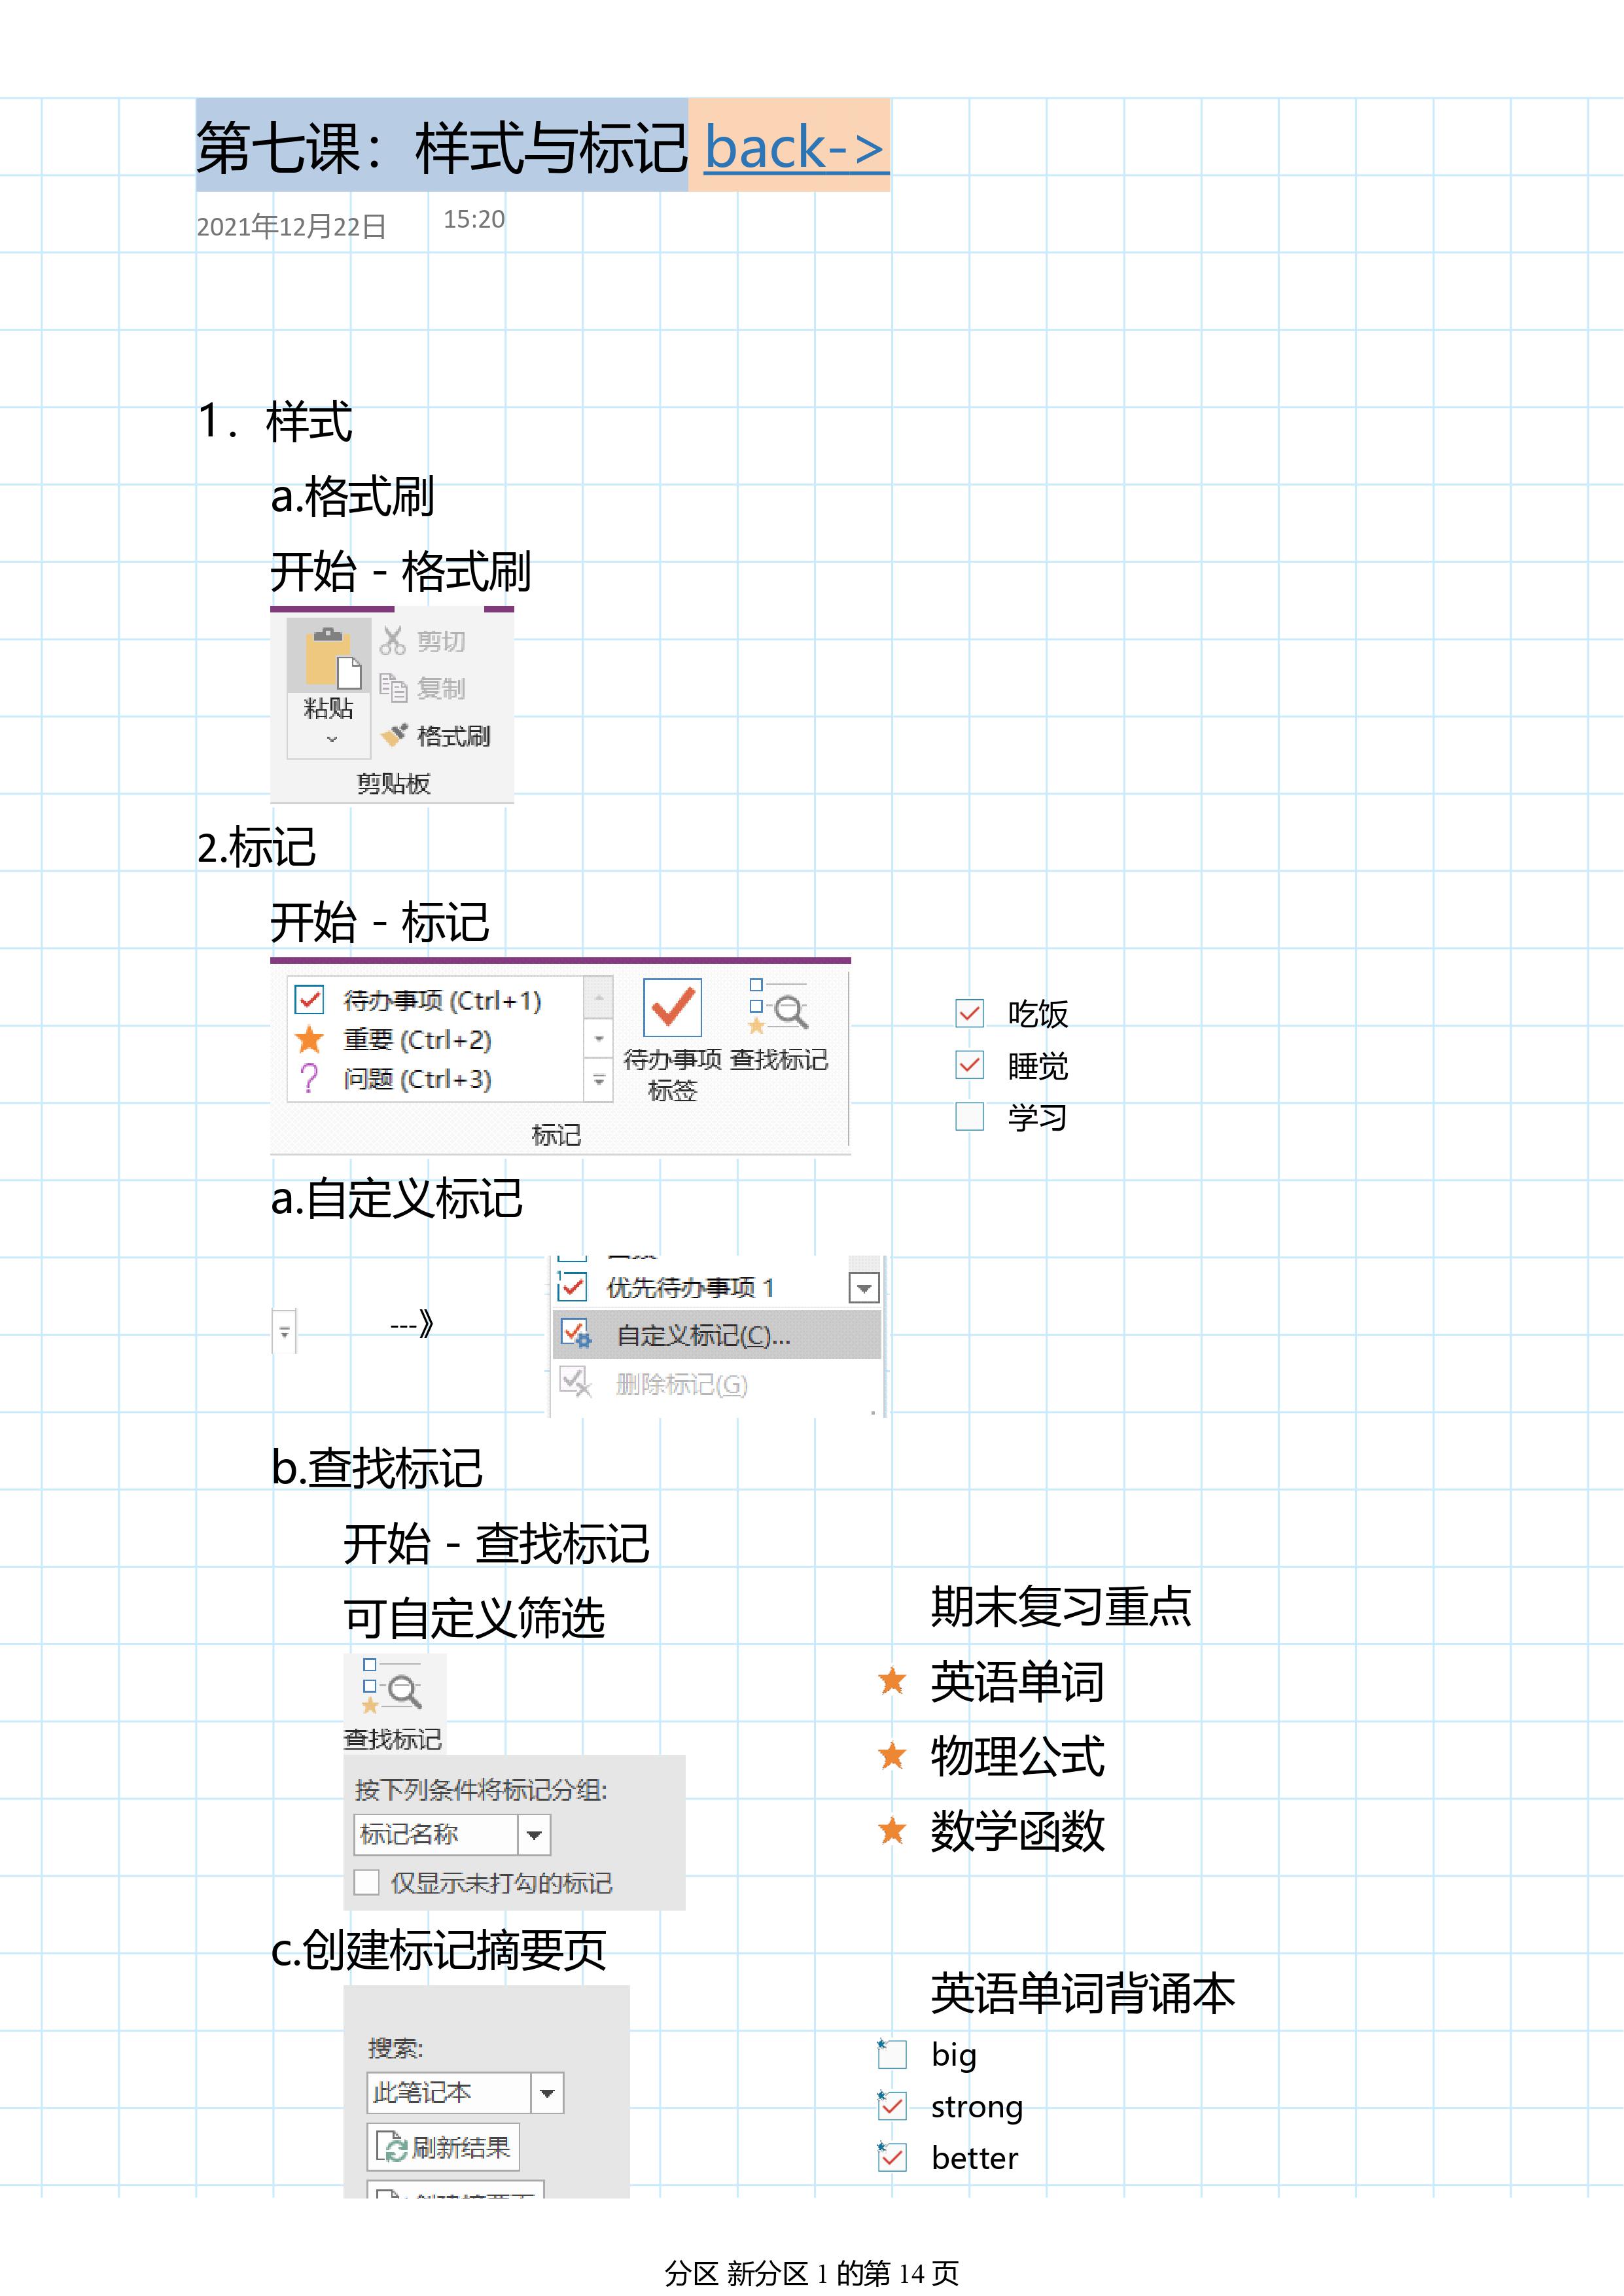 第七课：样式与标记 back->
2021年12月22日 15:20
1. 样式
a.格式刷
开始 - 格式刷
剪切
复制
粘贴
格式刷
剪贴板
2.标记
开始 - 标记
待办事项 (Ctrl+1)
重要 (Ctrl+2)
问题 (Ctrl+3)
待办事项 标签
查找标记
标记
吃饭
睡觉
学习
a.自定义标记
---》
优先待办事项 1
自定义标记(C)...
删除标记(G)
b.查找标记
开始 - 查找标记
可自定义筛选
查找标记
按下列条件将标记分组:
标记名称
仅显示未打勾的标记
期末复习重点
英语单词
物理公式
数学函数
c.创建标记摘要页
搜索:
此笔记本
刷新结果
英语单词背诵本
big
strong
better
分区 新分区 1 的第 14 页